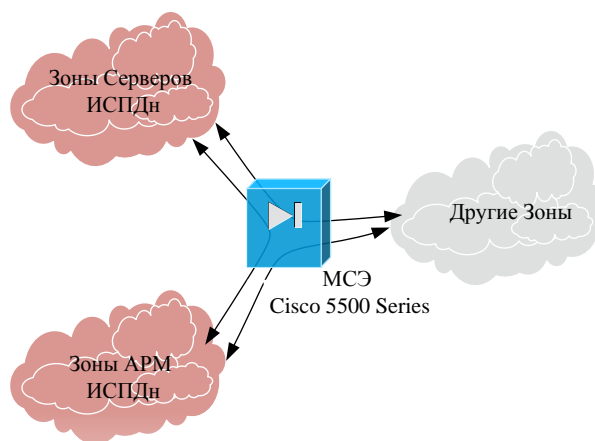 Зоны Серверов
ИСПДн
Другие Зоны
МСЭ
Cisco 5500 Series
Зоны АРМ
ИСПДн